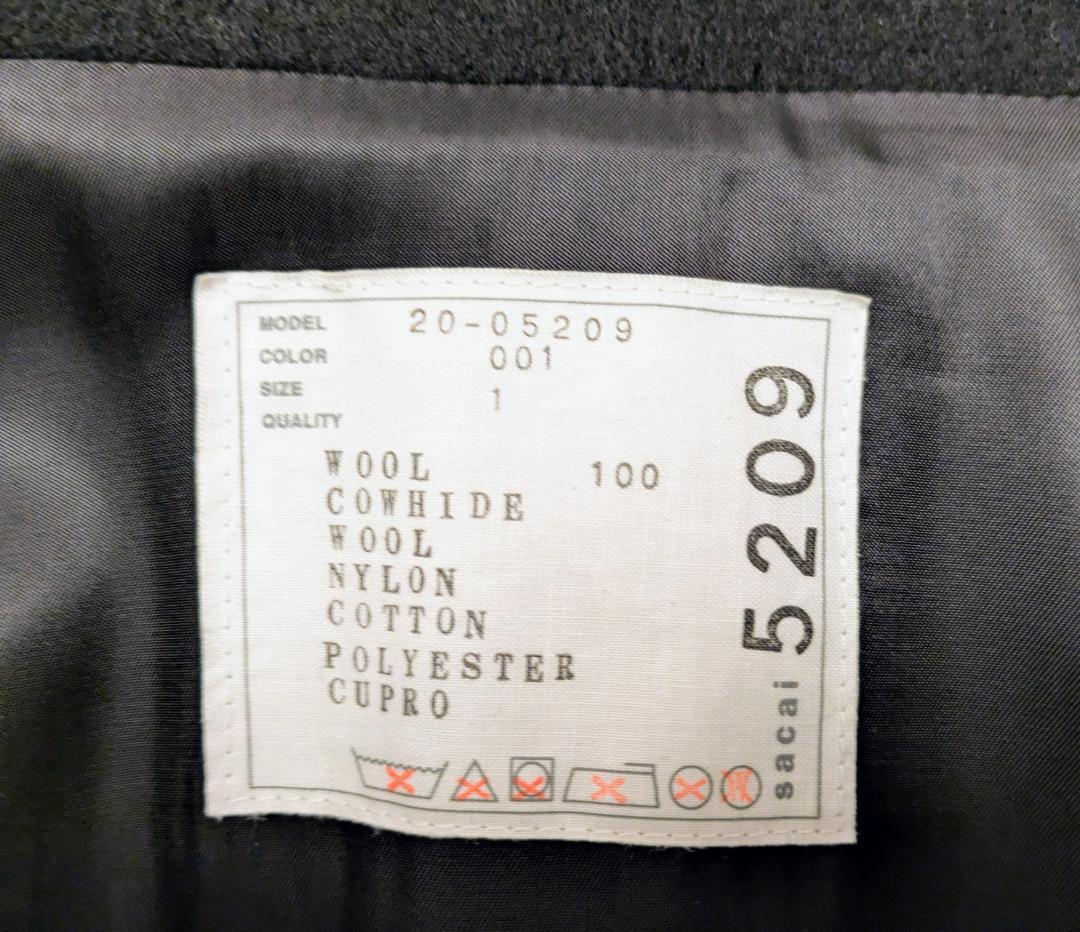 MODEL 20-05209
COLOR 001
SIZE 1
QUALITY
WOOL 100
COWHIDE
WOOL
NYLON
COTTON
POLYESTER
CUPRO
sacai 5209